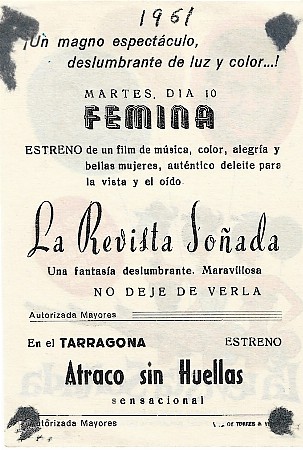 1961
¡Un magno espectáculo,
deslumbrante de luz y color...!
MARTES, DIA 10
FEMINA
ESTRENO de un film de música, color, alegría y
bellas mujeres, auténtico deleite para
la vista y el oído.
La Revista Soñada
Una fantasía deslumbrante. Maravillosa
NO DEJE DE VERLA
Autorizada Mayores
En el TARRAGONA ESTRENO
Atraco sin Huellas
sensacional
Autorizada Mayores DE TORRES &